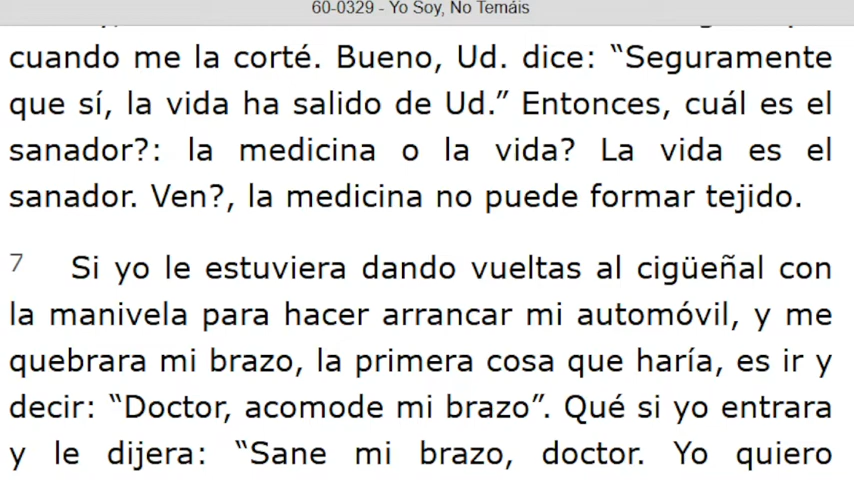 60-0329 - Yo Soy, No Temáis
cuando me la corté. Bueno, Ud. dice: “Seguramente
que sí, la vida ha salido de Ud.” Entonces, cuál es el
sanador?: la medicina o la vida? La vida es el
sanador. Ven?, la medicina no puede formar tejido.
7 Si yo le estuviera dando vueltas al cigüeñal con
la manivela para hacer arrancar mi automóvil, y me
quebrara mi brazo, la primera cosa que haría, es ir y
decir: “Doctor, acomode mi brazo”. Qué si yo entrara
y le dijera: “Sane mi brazo, doctor. Yo quiero